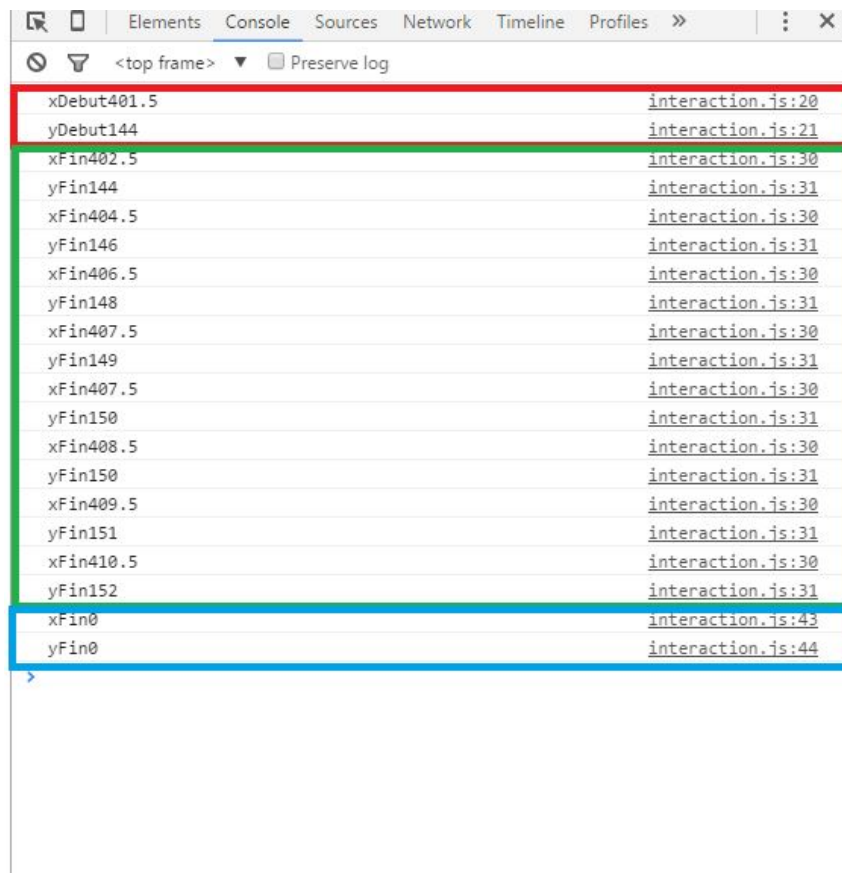 Elements Console Sources Network Timeline Profiles »
<top frame> ▼ Preserve log
xDebut401.5 interaction.js:20
yDebut144 interaction.js:21
xFin402.5 interaction.js:30
yFin144 interaction.js:31
xFin404.5 interaction.js:30
yFin146 interaction.js:31
xFin406.5 interaction.js:30
yFin148 interaction.js:31
xFin407.5 interaction.js:30
yFin149 interaction.js:31
xFin407.5 interaction.js:30
yFin150 interaction.js:31
xFin408.5 interaction.js:30
yFin150 interaction.js:31
xFin409.5 interaction.js:30
yFin151 interaction.js:31
xFin410.5 interaction.js:30
yFin152 interaction.js:31
xFin0 interaction.js:43
yFin0 interaction.js:44
>